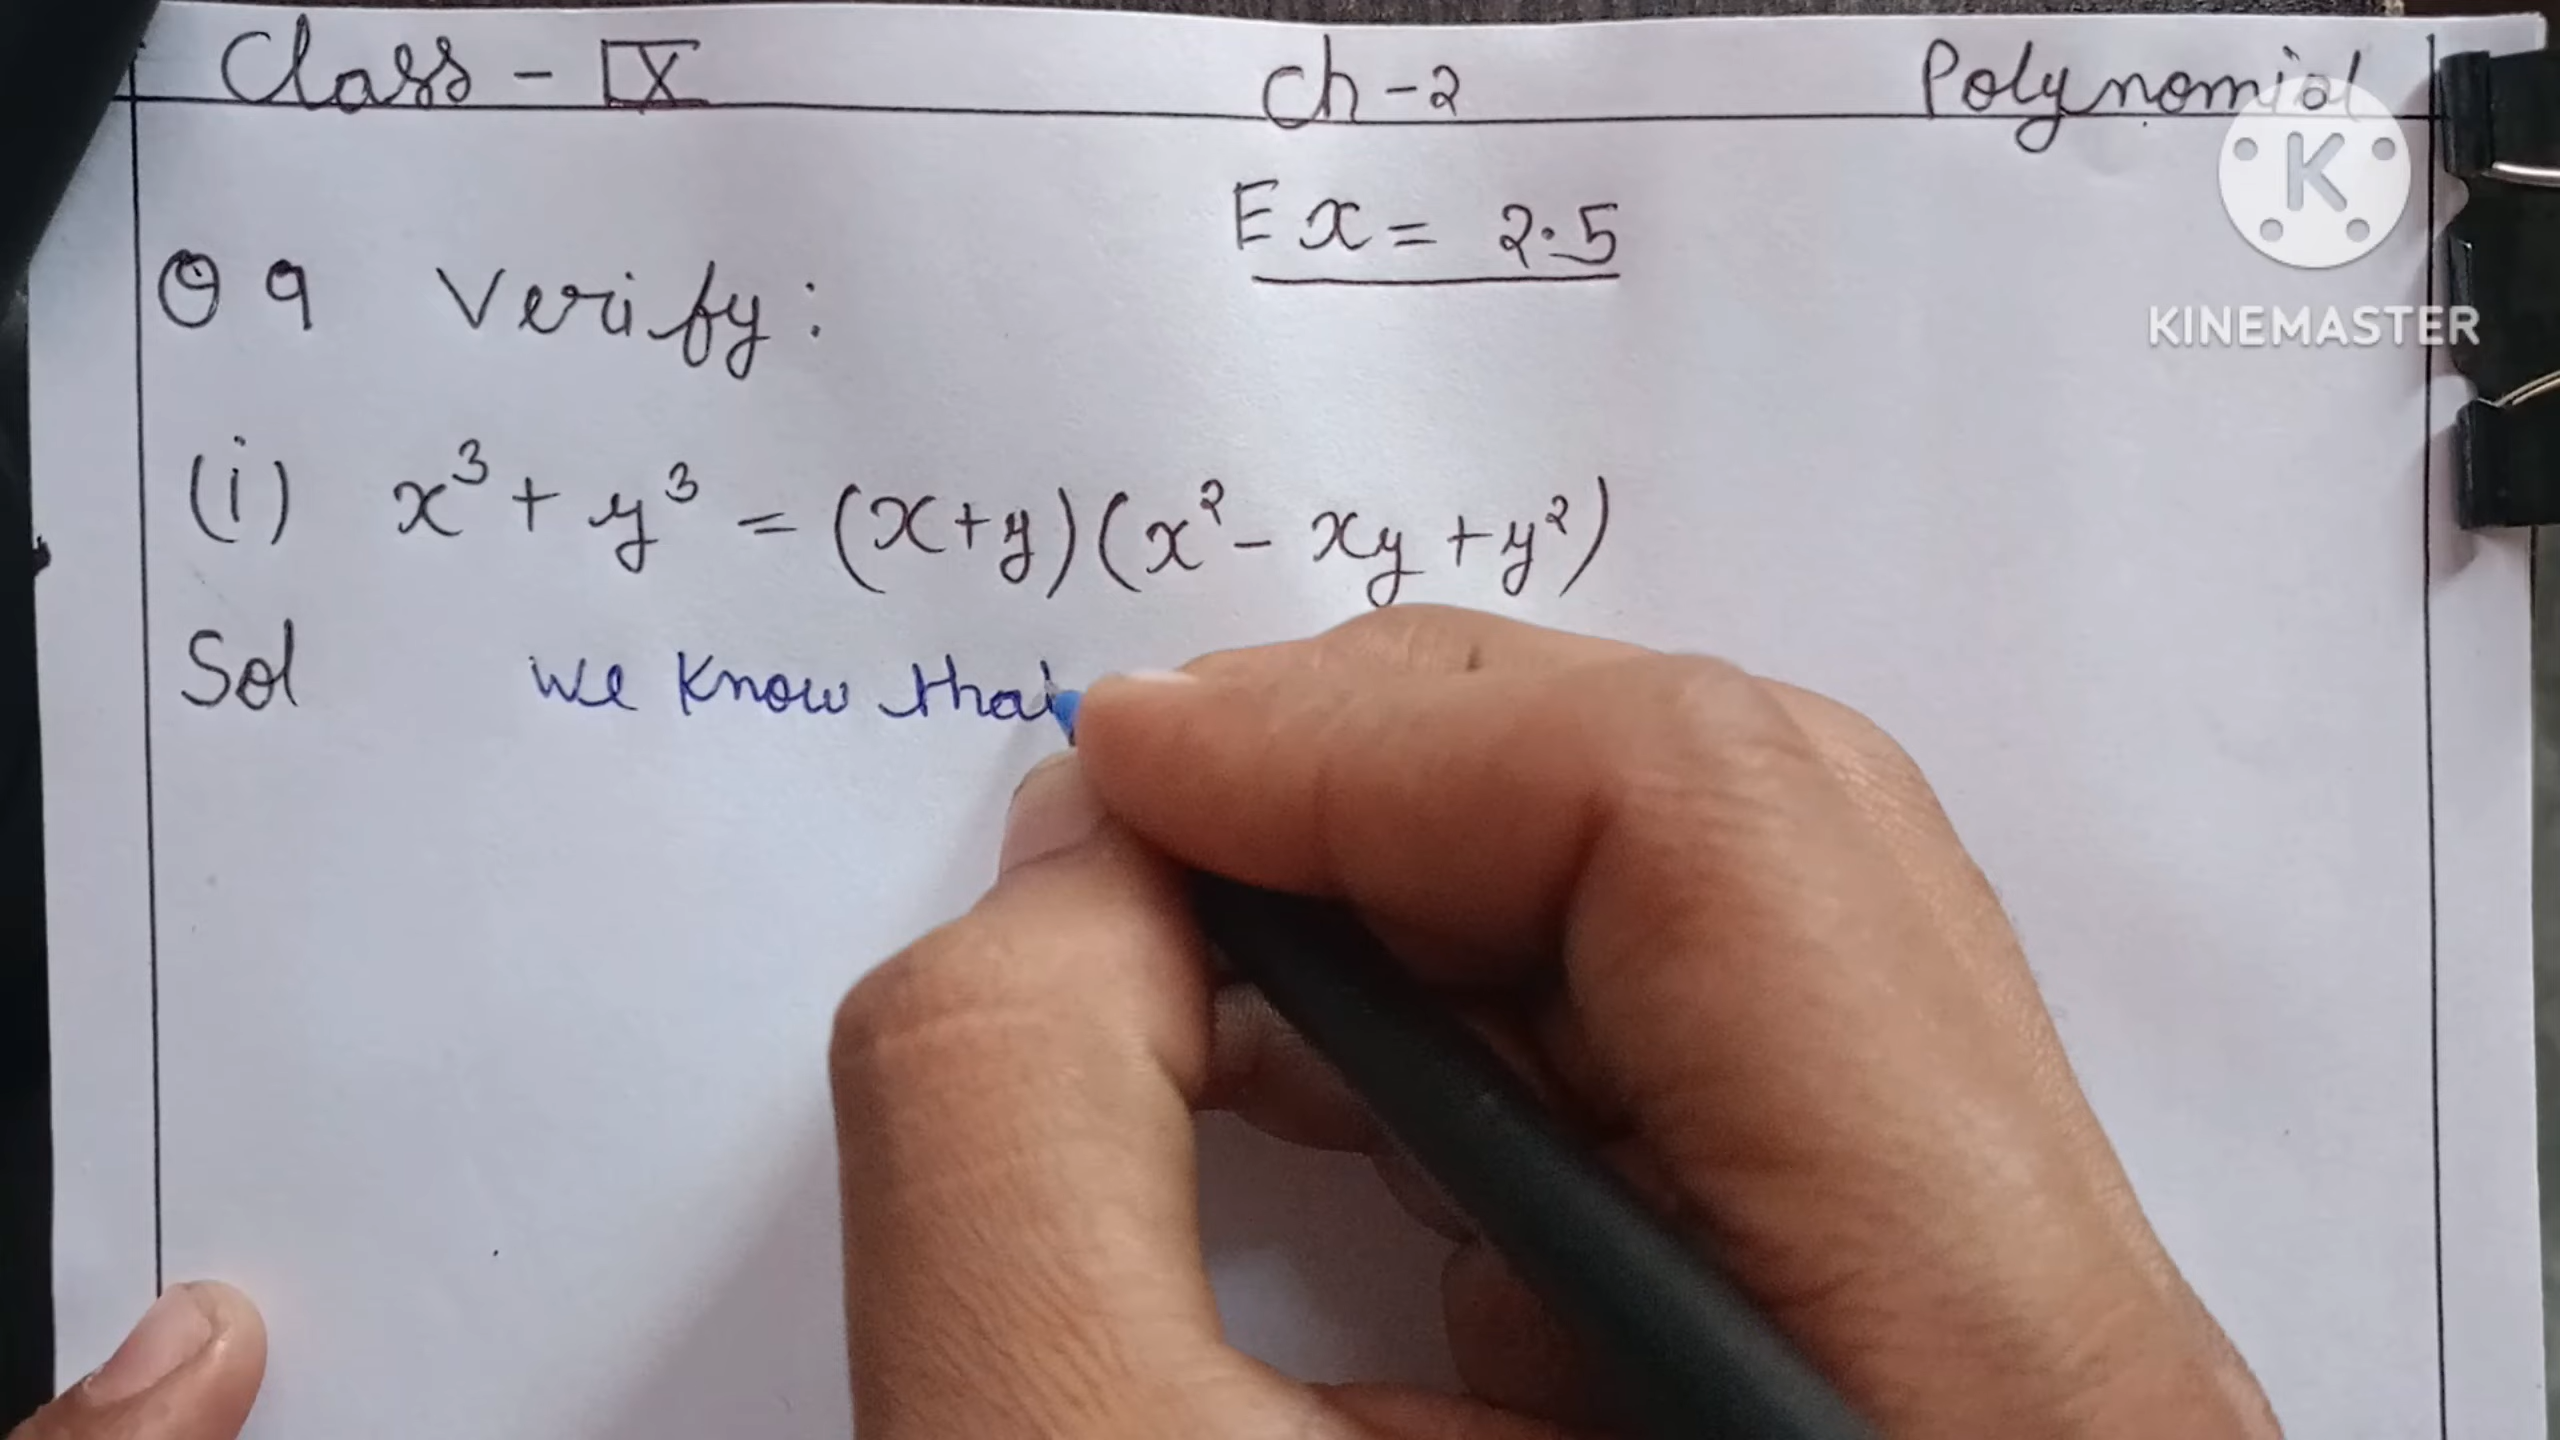 Class - IX Ch - 2 Polynomial
Ex = 2.5
Q 9 Verify:
(i) x³ + y³ = (x+y)(x² - xy + y²)
Sol We know that
K
KINEMASTER